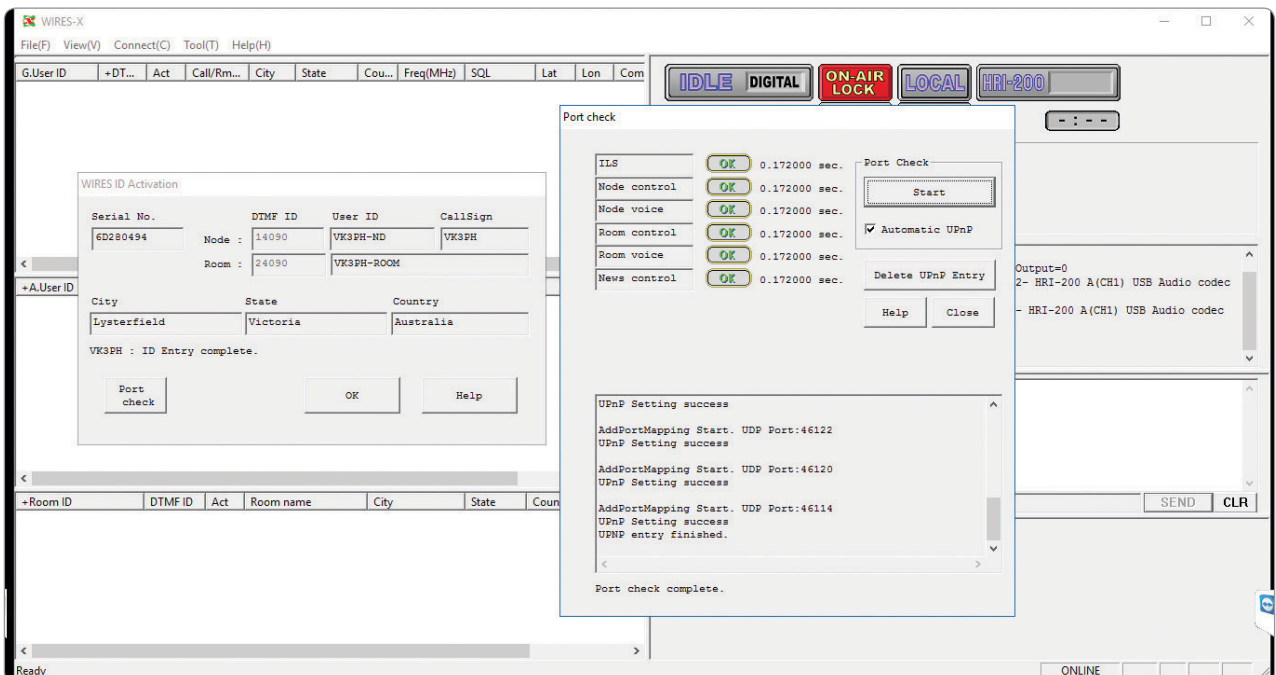 WIRES-X
File(F) View(V) Connect(C) Tool(T) Help(H)
G.User ID +DT... Act Call/Rm... City State Cou... Freq(MHz) SQL Lat Lon Com
IDLE DIGITAL ON-AIR LOCK LOCAL HRI-200
- : - -
WIRES ID Activation
Serial No. DTMF ID User ID CallSign
6D280494 Node : 14090 VK3PH-ND VK3PH
Room : 24090 VK3PH-ROOM
City State Country
Lysterfield Victoria Australia
VK3PH : ID Entry complete.
Port check OK Help
+A.User ID
Port check
ILS OK 0.172000 sec.
Node control OK 0.172000 sec.
Node voice OK 0.172000 sec.
Room control OK 0.172000 sec.
Room voice OK 0.172000 sec.
News control OK 0.172000 sec.
Port Check
Start
Automatic UPnP
Delete UPnP Entry
Help Close
UPnP Setting success
AddPortMapping Start. UDP Port:46122
UPnP Setting success
AddPortMapping Start. UDP Port:46120
UPnP Setting success
AddPortMapping Start. UDP Port:46114
UPnP Setting success
UPNP entry finished.
Port check complete.
Output=0
2- HRI-200 A(CH1) USB Audio codec
- HRI-200 A(CH1) USB Audio codec
SEND CLR
+Room ID DTMF ID Act Room name City State Coun
Ready
ONLINE